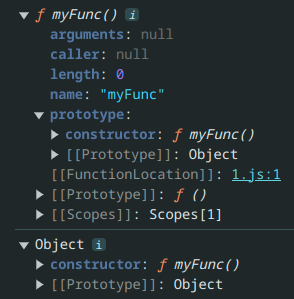 ▼ ƒ myFunc() i
arguments: null
caller: null
length: 0
name: "myFunc"
▼ prototype:
▶ constructor: ƒ myFunc()
▶ [[Prototype]]: Object
[[FunctionLocation]]: 1.js:1
▶ [[Prototype]]: ƒ ()
▶ [[Scopes]]: Scopes[1]
▼ Object i
▶ constructor: ƒ myFunc()
▶ [[Prototype]]: Object